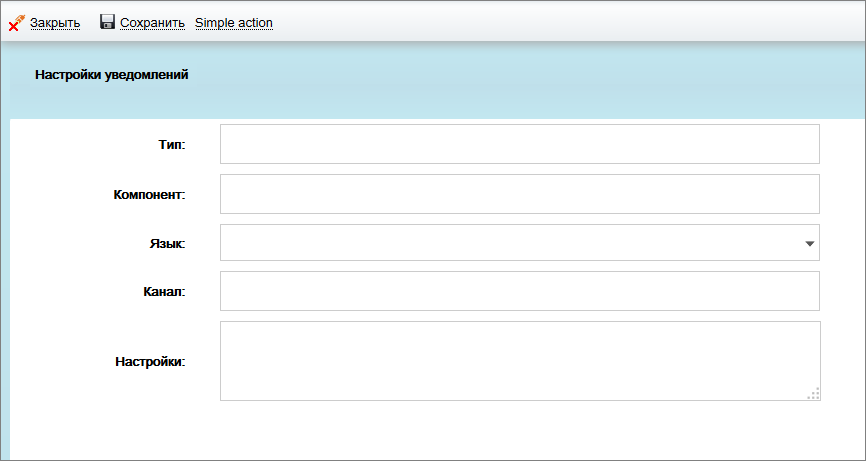 Закрыть Сохранить Simple action
Настройки уведомлений
Тип:
Компонент:
Язык:
Канал:
Настройки: